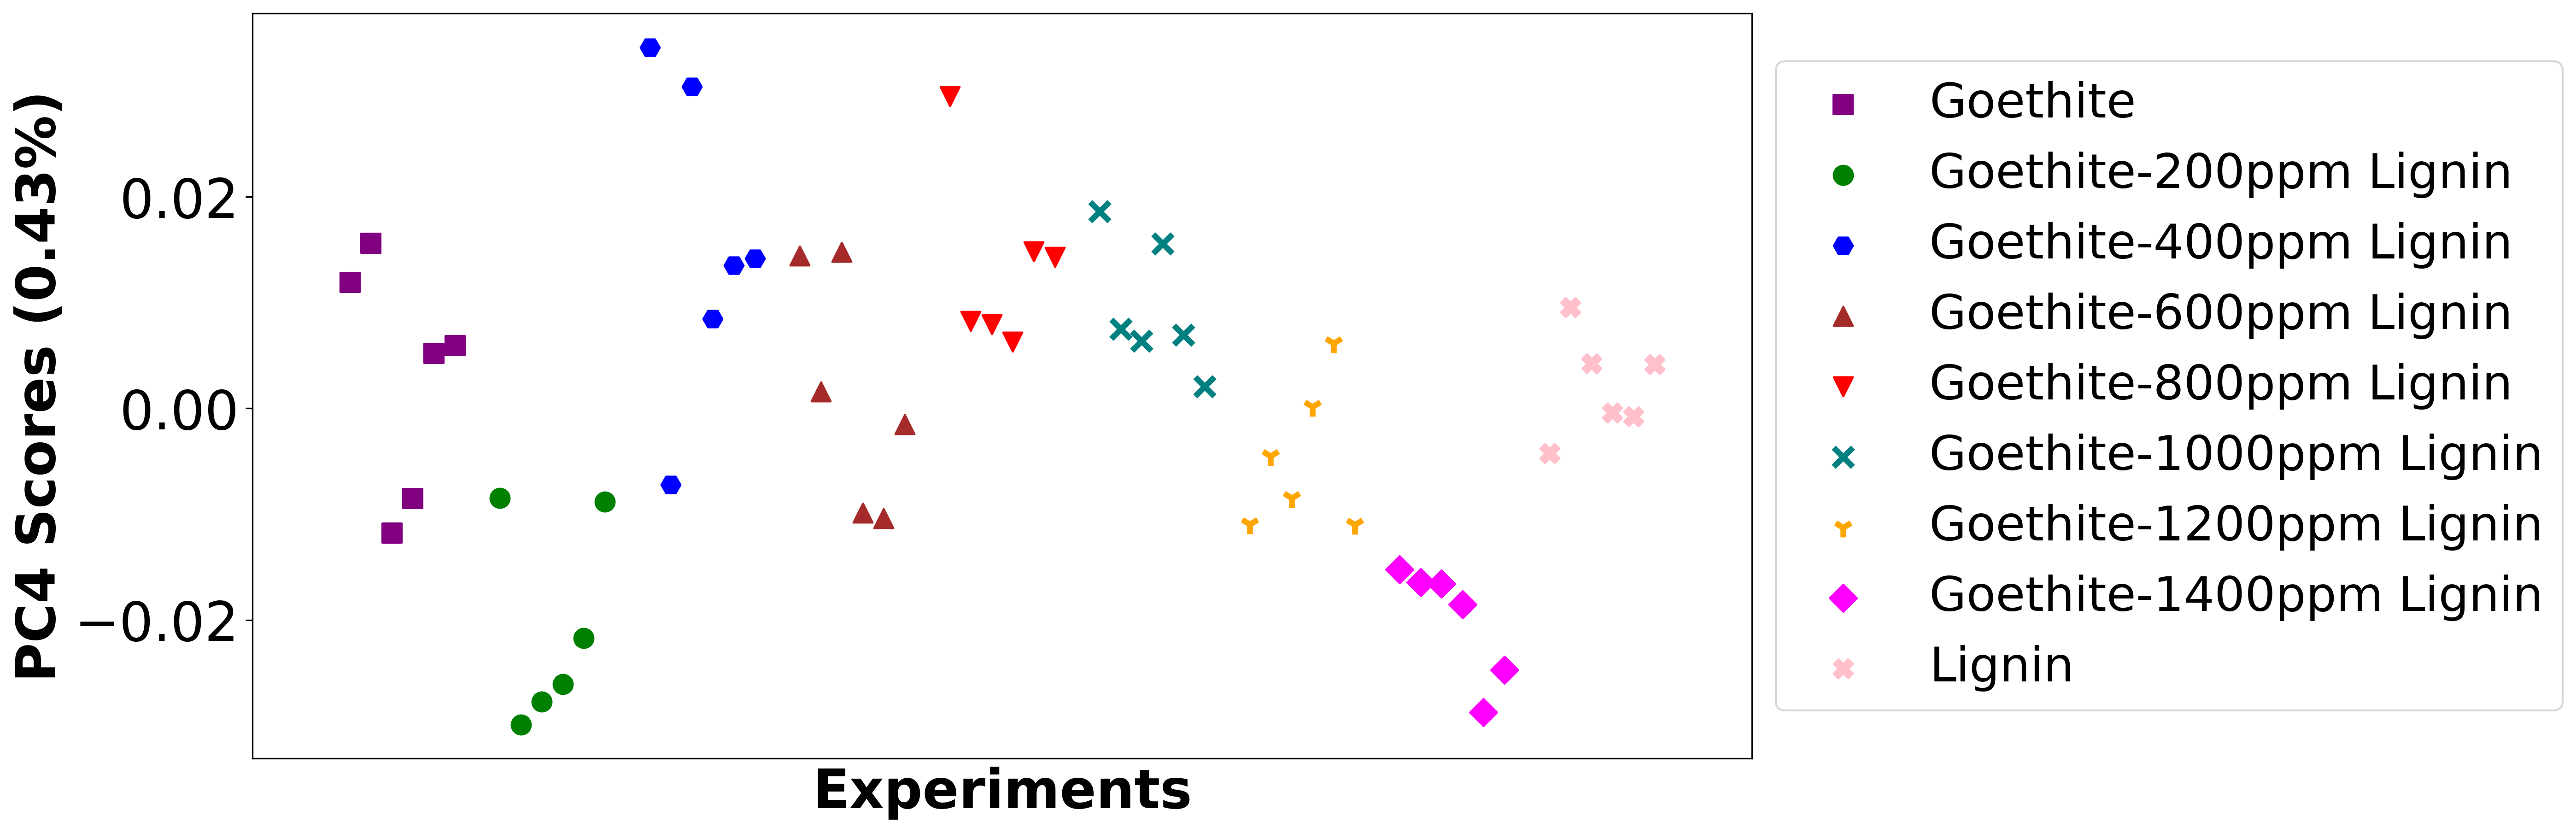 PC4 Scores (0.43%)
0.02
0.00
−0.02
Experiments
Goethite
Goethite-200ppm Lignin
Goethite-400ppm Lignin
Goethite-600ppm Lignin
Goethite-800ppm Lignin
Goethite-1000ppm Lignin
Goethite-1200ppm Lignin
Goethite-1400ppm Lignin
Lignin